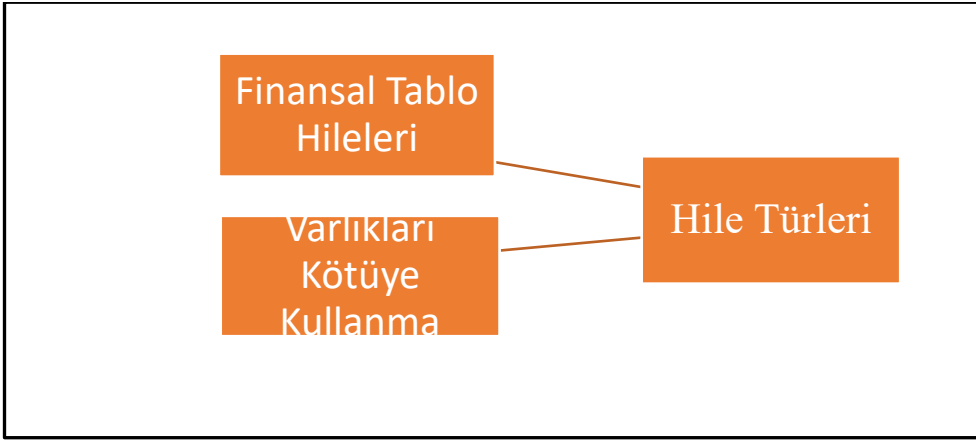 Finansal Tablo
Hileleri
Varlıkları
Kötüye
Kullanma
Hile Türleri